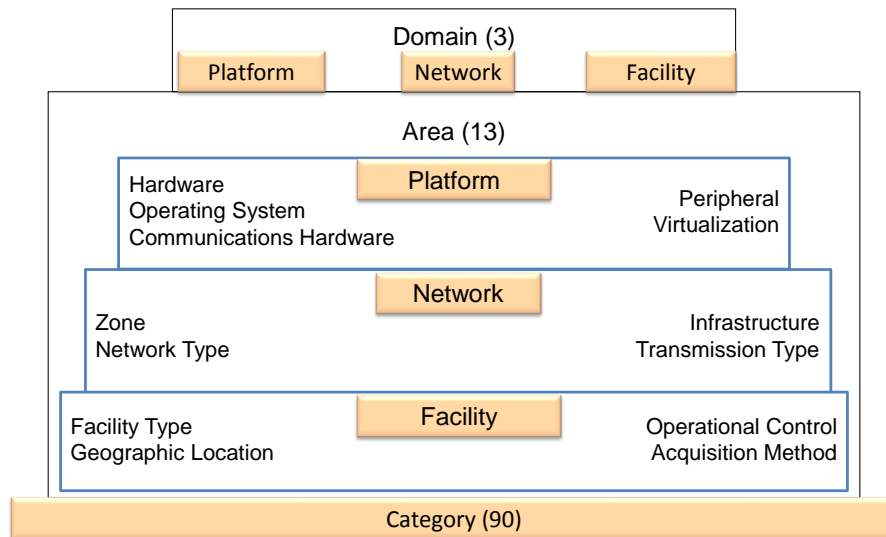 Domain (3)
Platform
Network
Facility
Area (13)
Platform
Hardware
Operating System
Communications Hardware
Peripheral
Virtualization
Network
Zone
Network Type
Infrastructure
Transmission Type
Facility
Facility Type
Geographic Location
Operational Control
Acquisition Method
Category (90)